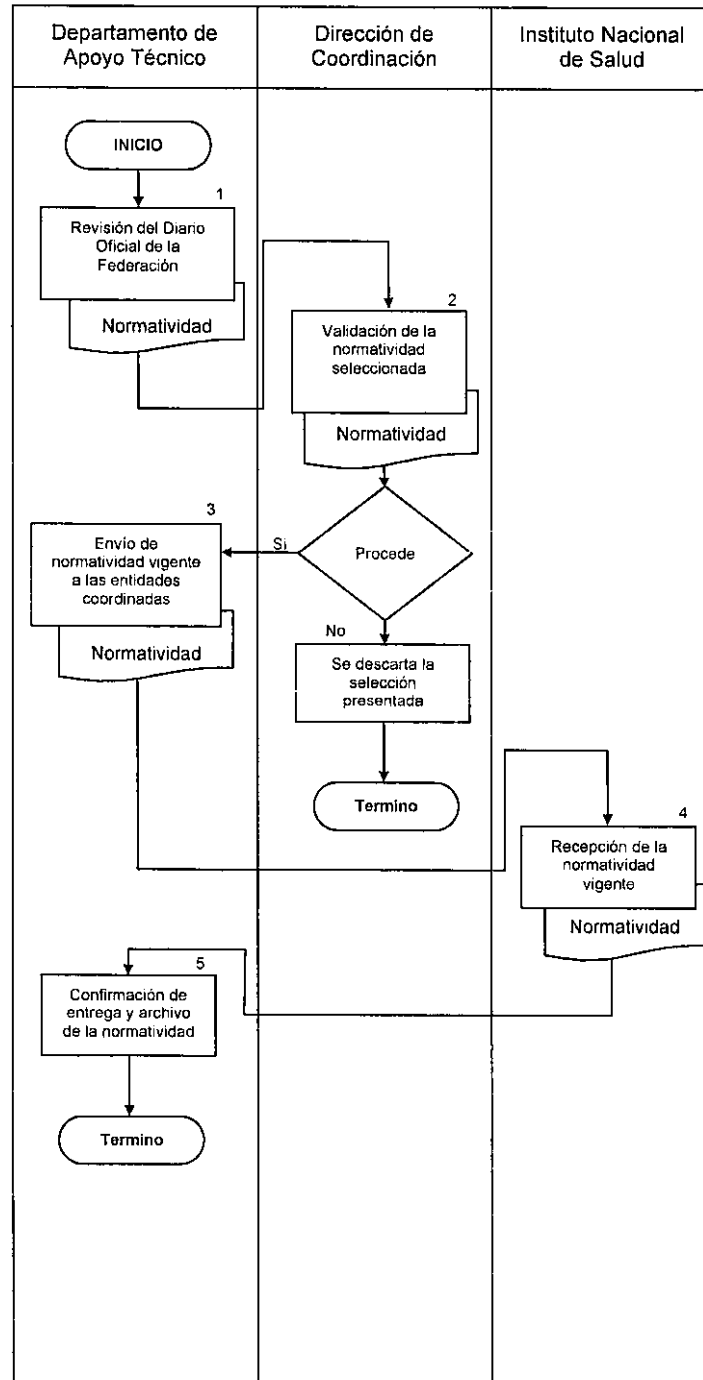 Departamento de
Apoyo Técnico
Dirección de
Coordinación
Instituto Nacional
de Salud
INICIO
1
Revisión del Diario
Oficial de la
Federación
Normatividad
2
Validación de la
normatividad
seleccionada
Normatividad
Procede
Si
3
Envío de
normatividad vigente
a las entidades
coordinadas
Normatividad
No
Se descarta la
selección
presentada
Termino
4
Recepción de la
normatividad
vigente
Normatividad
5
Confirmación de
entrega y archivo
de la normatividad
Termino